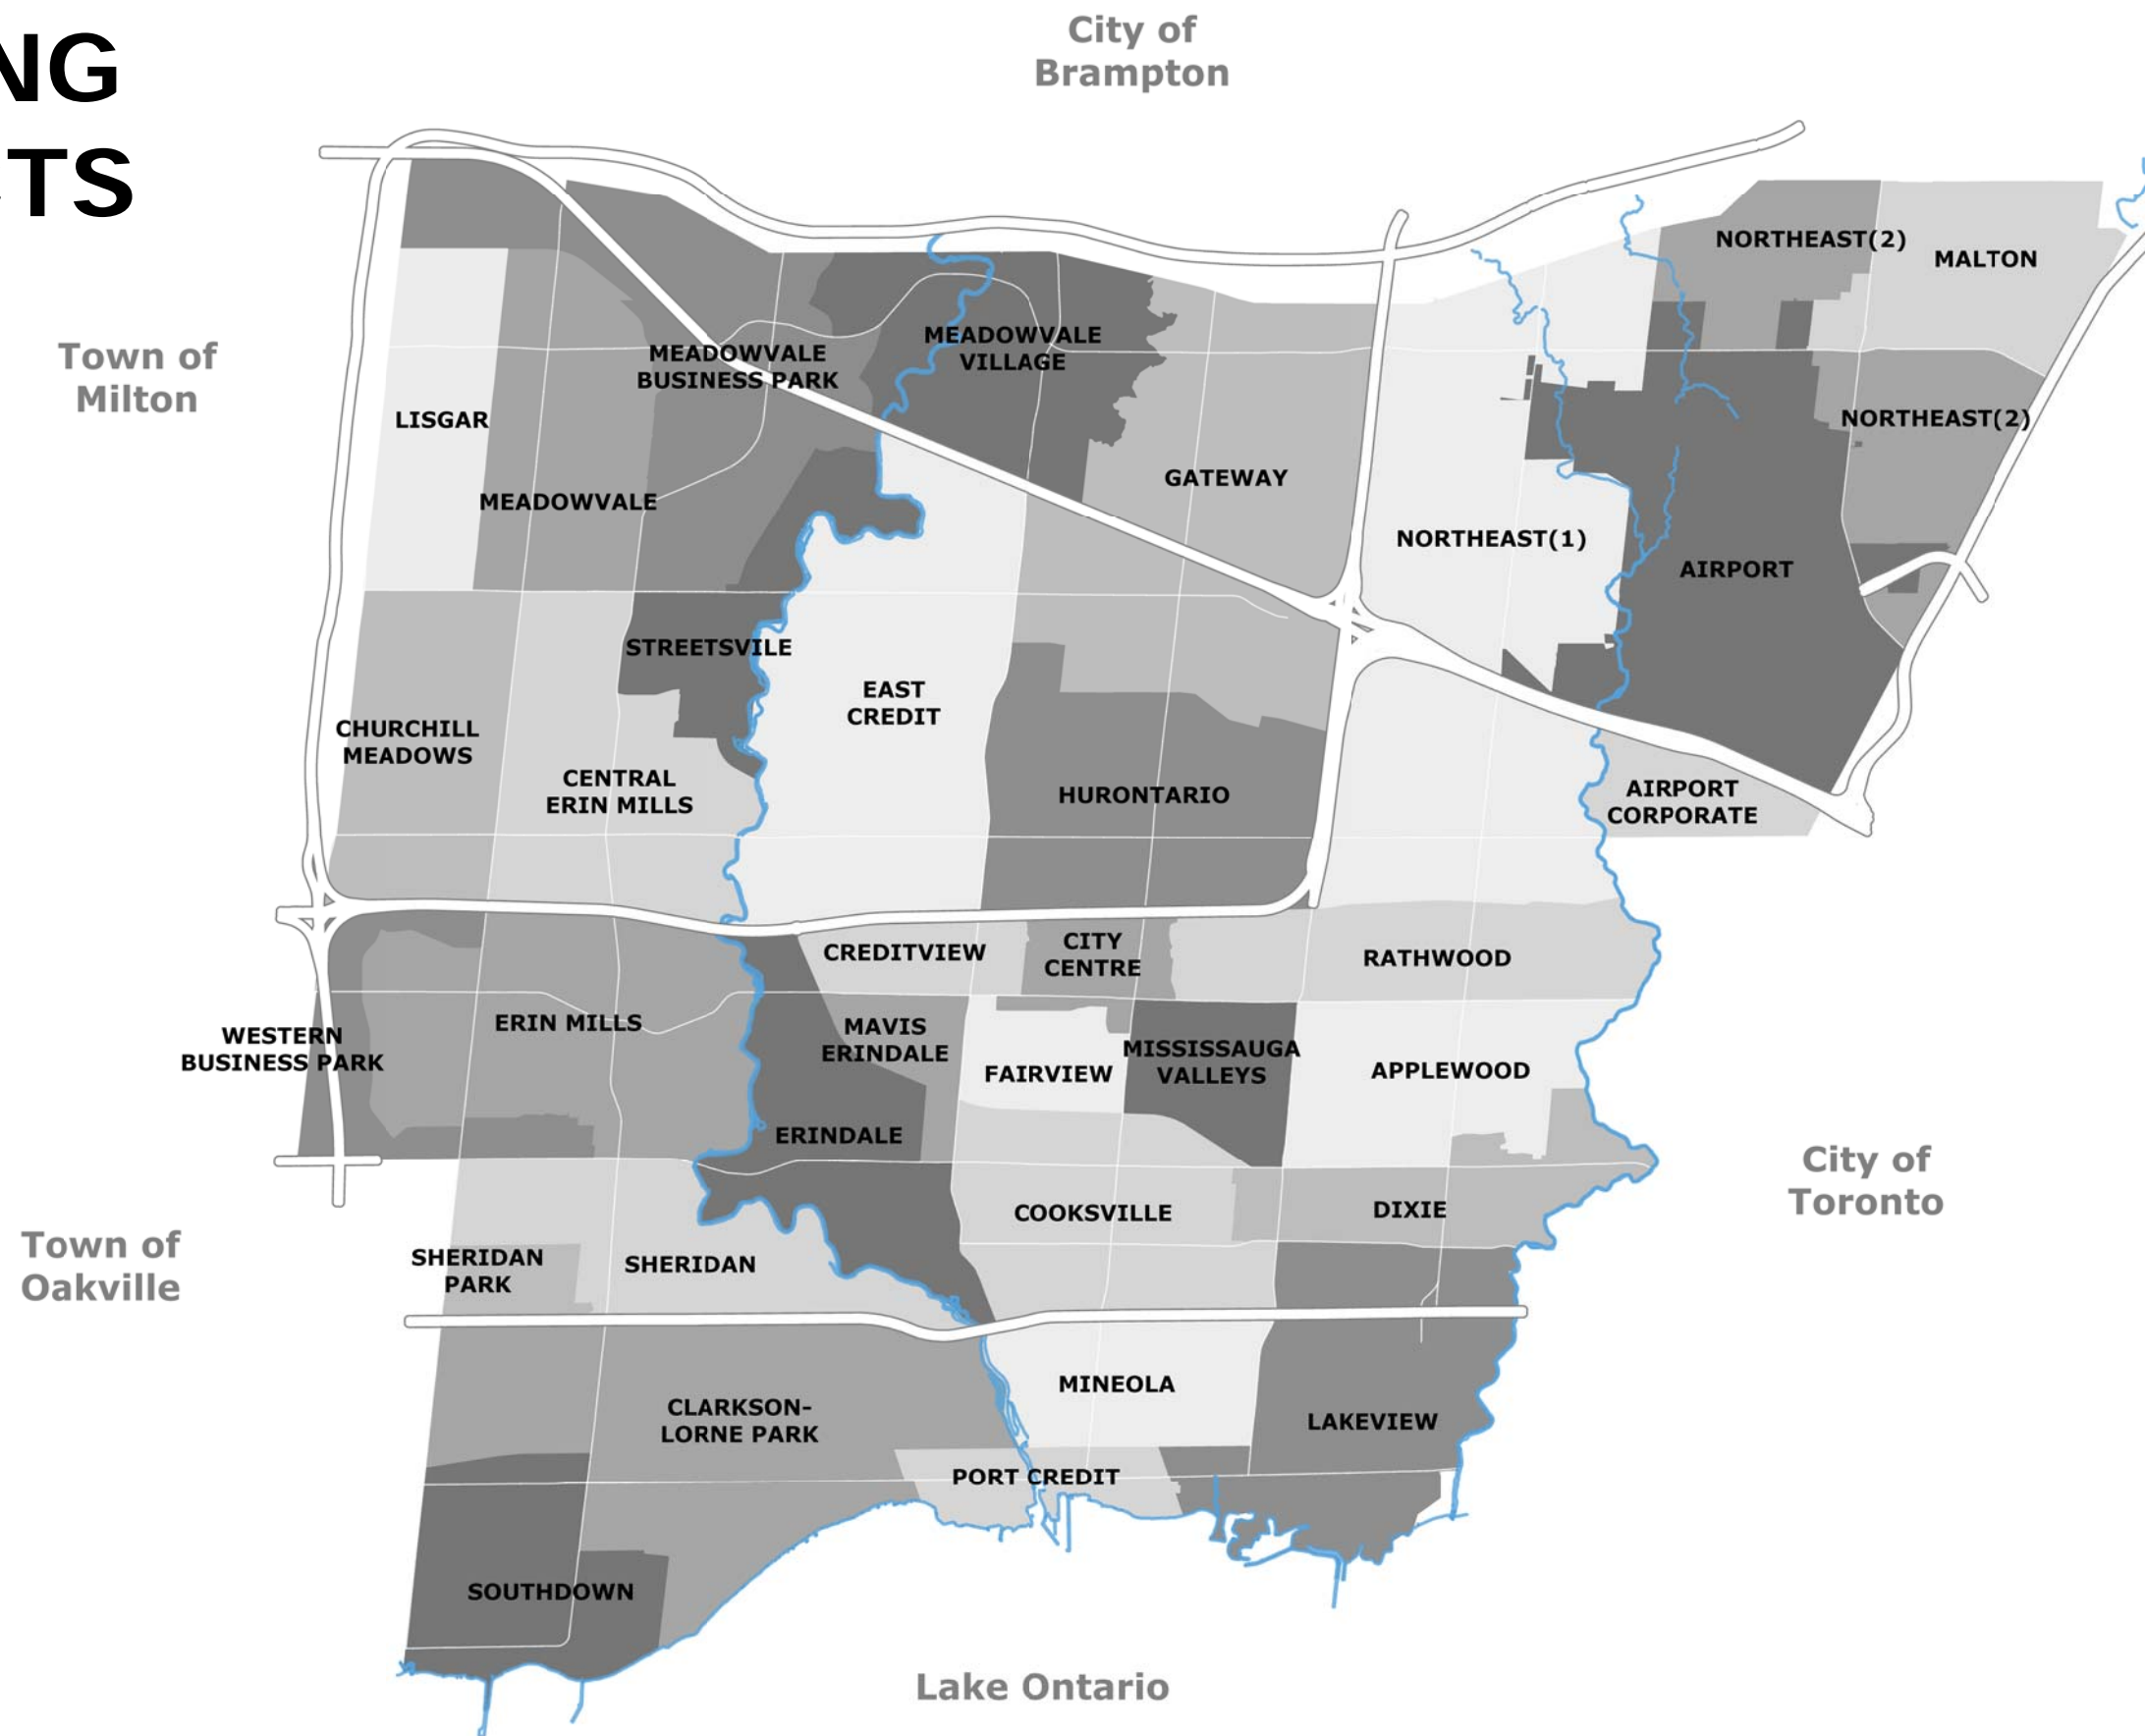 NG
CTS
City of
Brampton
NORTHEAST(2)
MALTON
Town of
Milton
MEADOWVALE
BUSINESS PARK
MEADOWVALE
VILLAGE
LISGAR
NORTHEAST(2)
MEADOWVALE
GATEWAY
NORTHEAST(1)
AIRPORT
STREETSVILE
EAST
CREDIT
CHURCHILL
MEADOWS
CENTRAL
ERIN MILLS
HURONTARIO
AIRPORT
CORPORATE
CREDITVIEW
CITY
CENTRE
RATHWOOD
WESTERN
BUSINESS PARK
ERIN MILLS
MAVIS
ERINDALE
FAIRVIEW
MISSISSAUGA
VALLEYS
APPLEWOOD
ERINDALE
City of
Toronto
COOKSVILLE
DIXIE
Town of
Oakville
SHERIDAN
PARK
SHERIDAN
MINEOLA
CLARKSON-
LORNE PARK
LAKEVIEW
PORT CREDIT
SOUTHDOWN
Lake Ontario